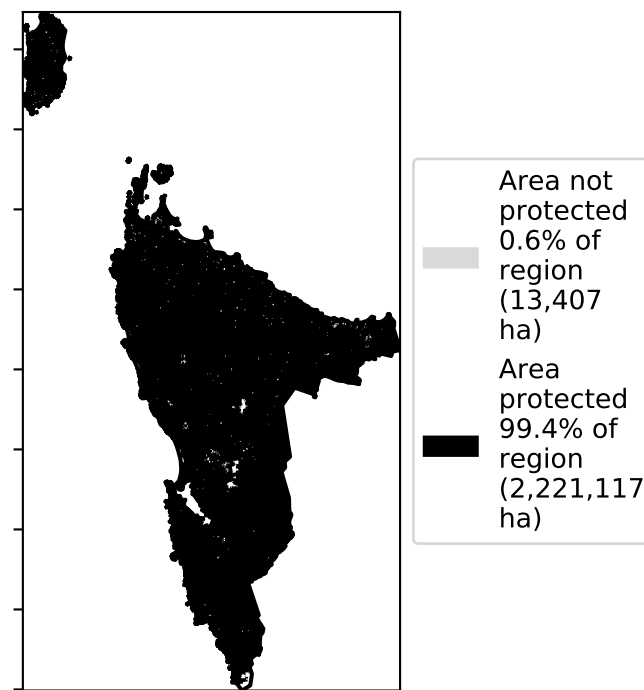 Area not
protected
0.6% of
region
(13,407
ha)
Area
protected
99.4% of
region
(2,221,117
ha)